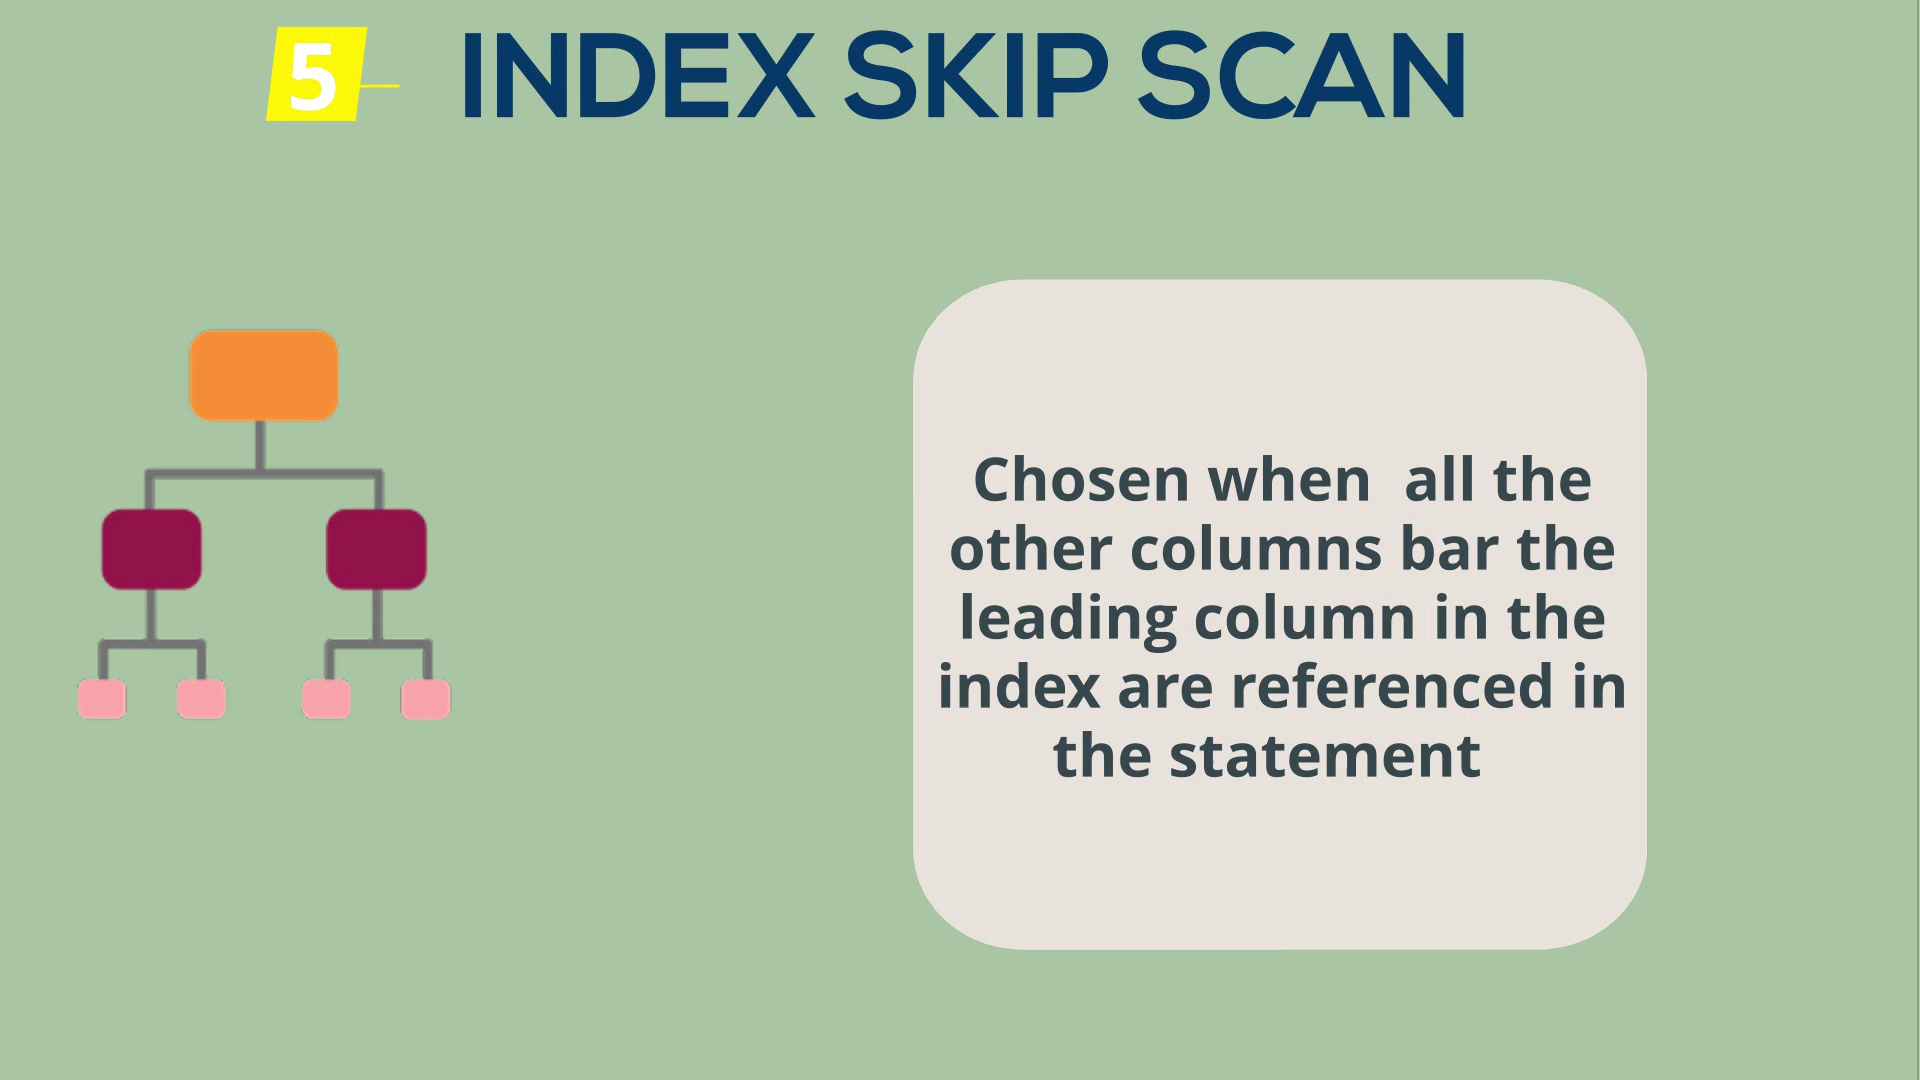 5 INDEX SKIP SCAN
Chosen when  all the
other columns bar the
leading column in the
index are referenced in
the statement